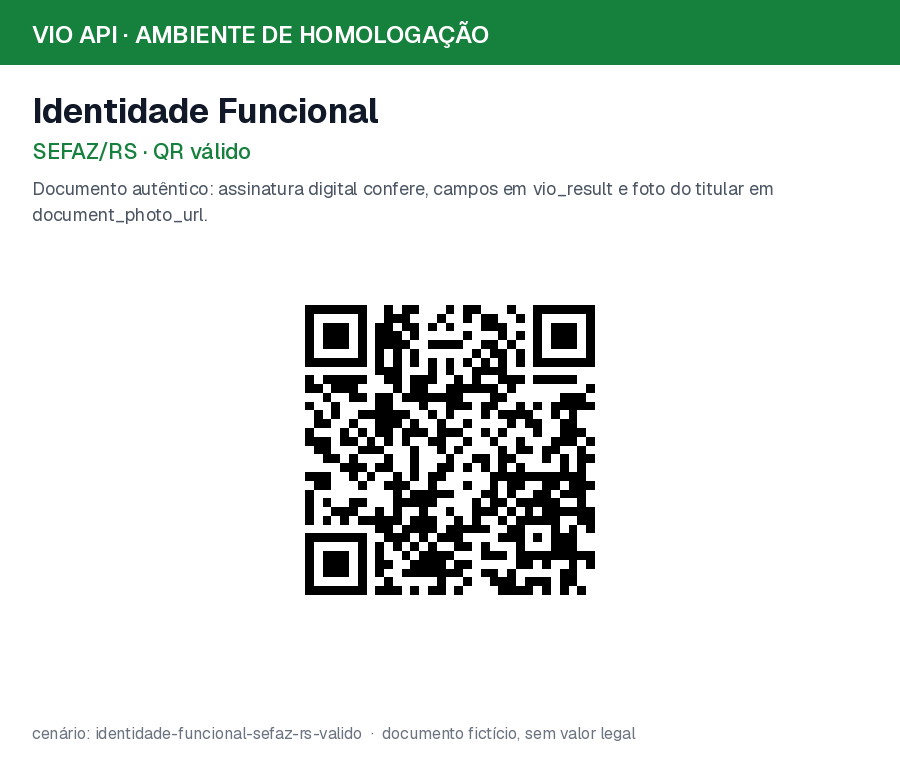 VIO API · AMBIENTE DE HOMOLOGAÇÃO
Identidade Funcional
SEFAZ/RS · QR válido
Documento autêntico: assinatura digital confere, campos em vio_result e foto do titular em
document_photo_url.
cenário: identidade-funcional-sefaz-rs-valido · documento fictício, sem valor legal